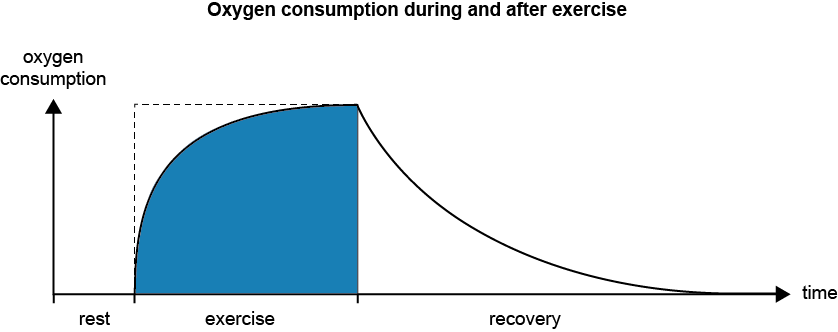 Oxygen consumption during and after exercise
oxygen
consumption
time
rest
exercise
recovery